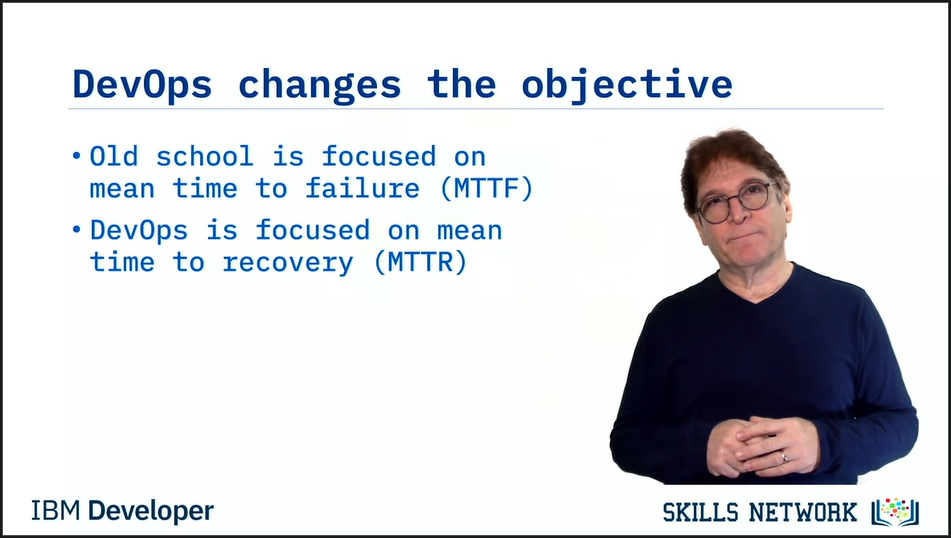 DevOps changes the objective
• Old school is focused on
mean time to failure (MTTF)
• DevOps is focused on mean
time to recovery (MTTR)
IBM Developer
SKILLS NETWORK